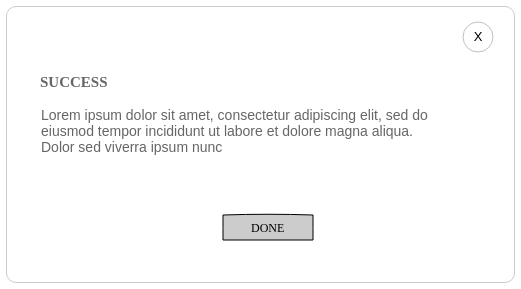 X
SUCCESS
Lorem ipsum dolor sit amet, consectetur adipiscing elit, sed do
eiusmod tempor incididunt ut labore et dolore magna aliqua.
Dolor sed viverra ipsum nunc
DONE